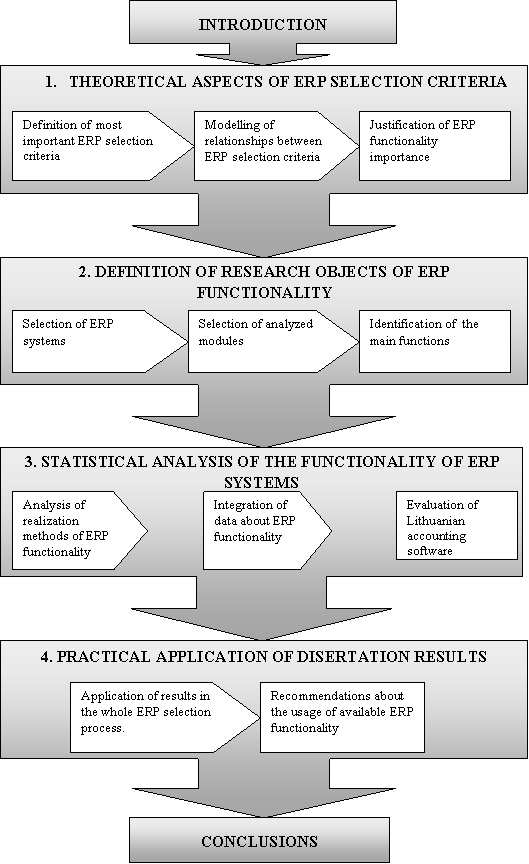 INTRODUCTION
1. THEORETICAL ASPECTS OF ERP SELECTION CRITERIA
Definition of most
important ERP selection
criteria
Modelling of
relationships between
ERP selection criteria
Justification of ERP
functionality
importance
2. DEFINITION OF RESEARCH OBJECTS OF ERP
FUNCTIONALITY
Selection of ERP
systems
Selection of analyzed
modules
Identification of the
main functions
3. STATISTICAL ANALYSIS OF THE FUNCTIONALITY OF ERP
SYSTEMS
Analysis of
realization
methods of ERP
functionality
Integration of
data about ERP
functionality
Evaluation of
Lithuanian
accounting
software
4. PRACTICAL APPLICATION OF DISERTATION RESULTS
Application of results in
the whole ERP selection
process.
Recommendations about
the usage of available ERP
functionality
CONCLUSIONS